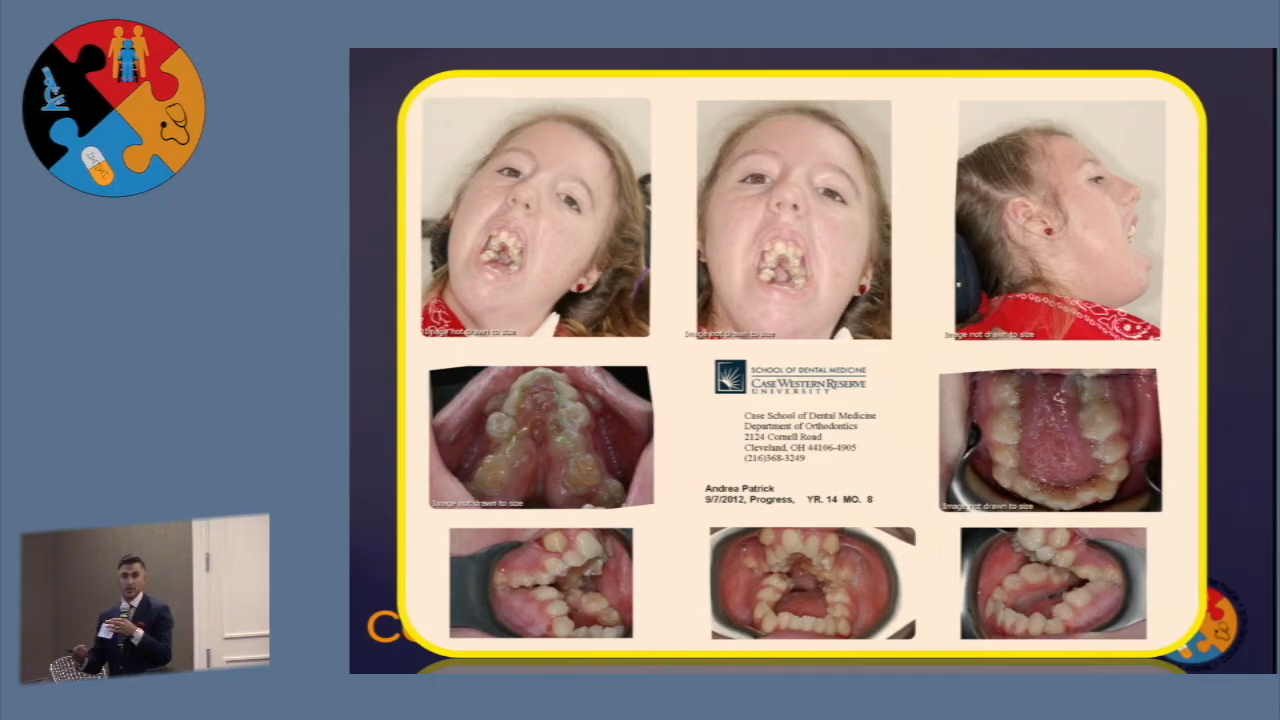 Image not drawn to size
Image not drawn to size
Image not drawn to size
SCHOOL OF DENTAL MEDICINE
CASE WESTERN RESERVE
UNIVERSITY
Case School of Dental Medicine
Department of Orthodontics
2124 Cornell Road
Cleveland, OH 44106-4905
(216)368-3249
Andrea Patrick
9/7/2012, Progress, YR. 14 MO. 8
Image not drawn to size
Image not drawn to size